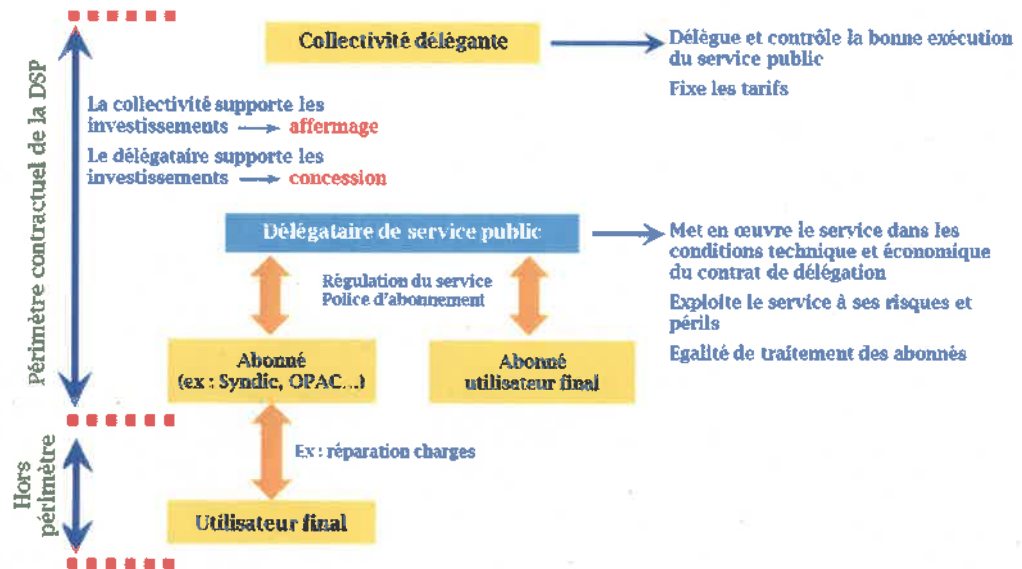 Collectivité délégante
Délègue et contrôle la bonne exécution
du service public
Fixe les tarifs
Périmètre contractuel de la DSP
La collectivité supporte les
investissements → affermage
Le délégataire supporte les
investissements → concession
Délégataire de service public
Met en œuvre le service dans les
conditions technique et économique
du contrat de délégation
Exploite le service à ses risques et
périls
Egalité de traitement des abonnés
Régulation du service
Police d'abonnement
Abonné
(ex : Syndic, OPAC...)
Abonné
utilisateur final
Hors
périmètre
Ex : réparation charges
Utilisateur final